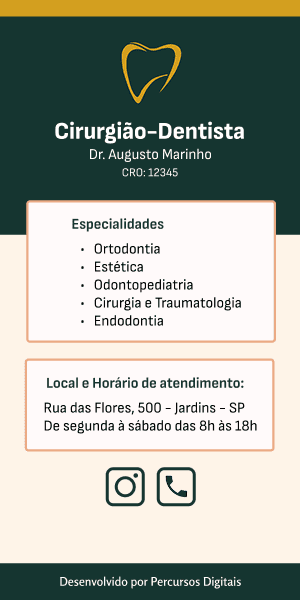 Cirurgião-Dentista
Dr. Augusto Marinho
CRO: 12345
Especialidades
• Ortodontia
• Estética
• Odontopediatria
• Cirurgia e Traumatologia
• Endodontia
Local e Horário de atendimento:
Rua das Flores, 500 - Jardins - SP
De segunda à sábado das 8h às 18h
Desenvolvido por Percursos Digitais